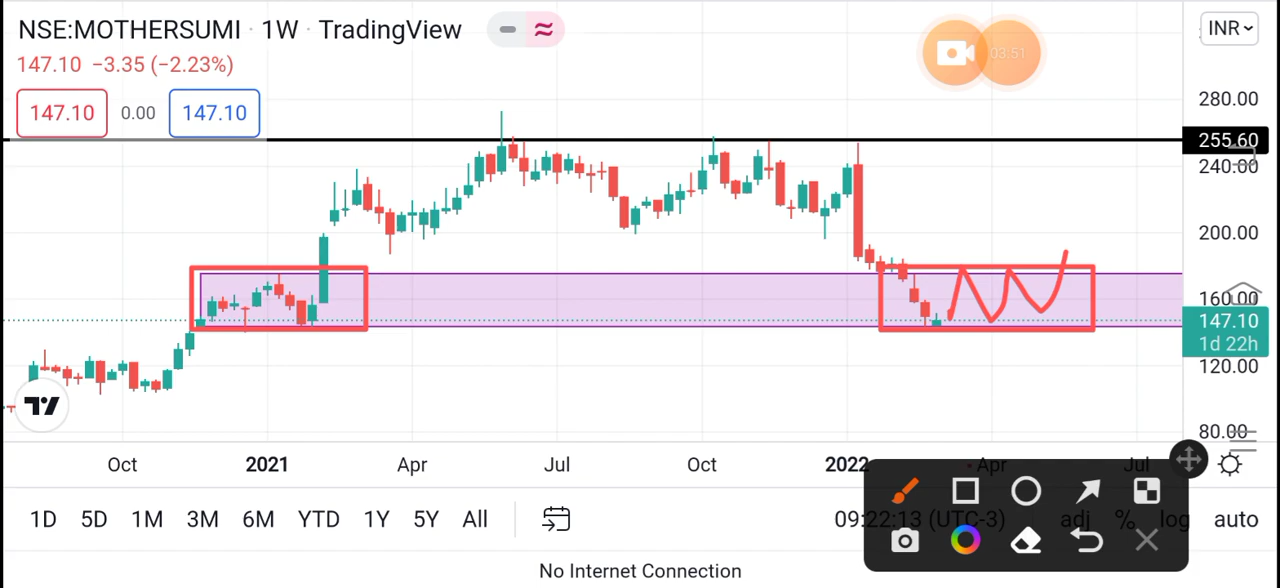 NSE:MOTHERSUMI · 1W · TradingView
INR
03:51
147.10 −3.35 (−2.23%)
147.10 0.00 147.10
280.00
255.60
240.00
200.00
160.00
147.10
1d 22h
120.00
80.00
Oct 2021 Apr Jul Oct 2022 Apr Jul
1D 5D 1M 3M 6M YTD 1Y 5Y All
09:22:13 (UTC-3) adj % log auto
No Internet Connection